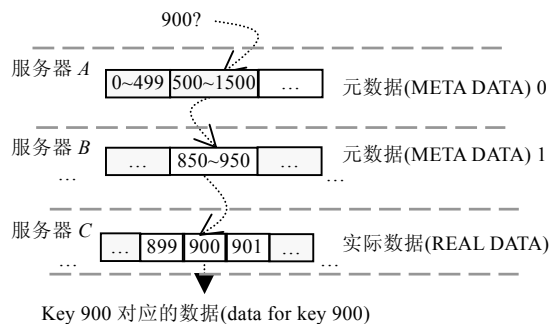 900?
服务器 A
0~499 500~1500 … 元数据(META DATA) 0
服务器 B
… 850~950 … 元数据(META DATA) 1
… …
服务器 C
… 899 900 901 … 实际数据(REAL DATA)
… …
Key 900 对应的数据(data for key 900)